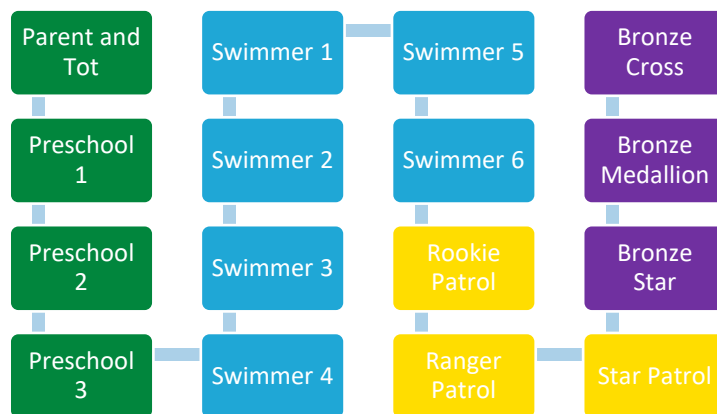 Parent and
Tot
Preschool
1
Preschool
2
Preschool
3
Swimmer 1
Swimmer 2
Swimmer 3
Swimmer 4
Swimmer 5
Swimmer 6
Rookie
Patrol
Ranger
Patrol
Bronze
Cross
Bronze
Medallion
Bronze
Star
Star Patrol